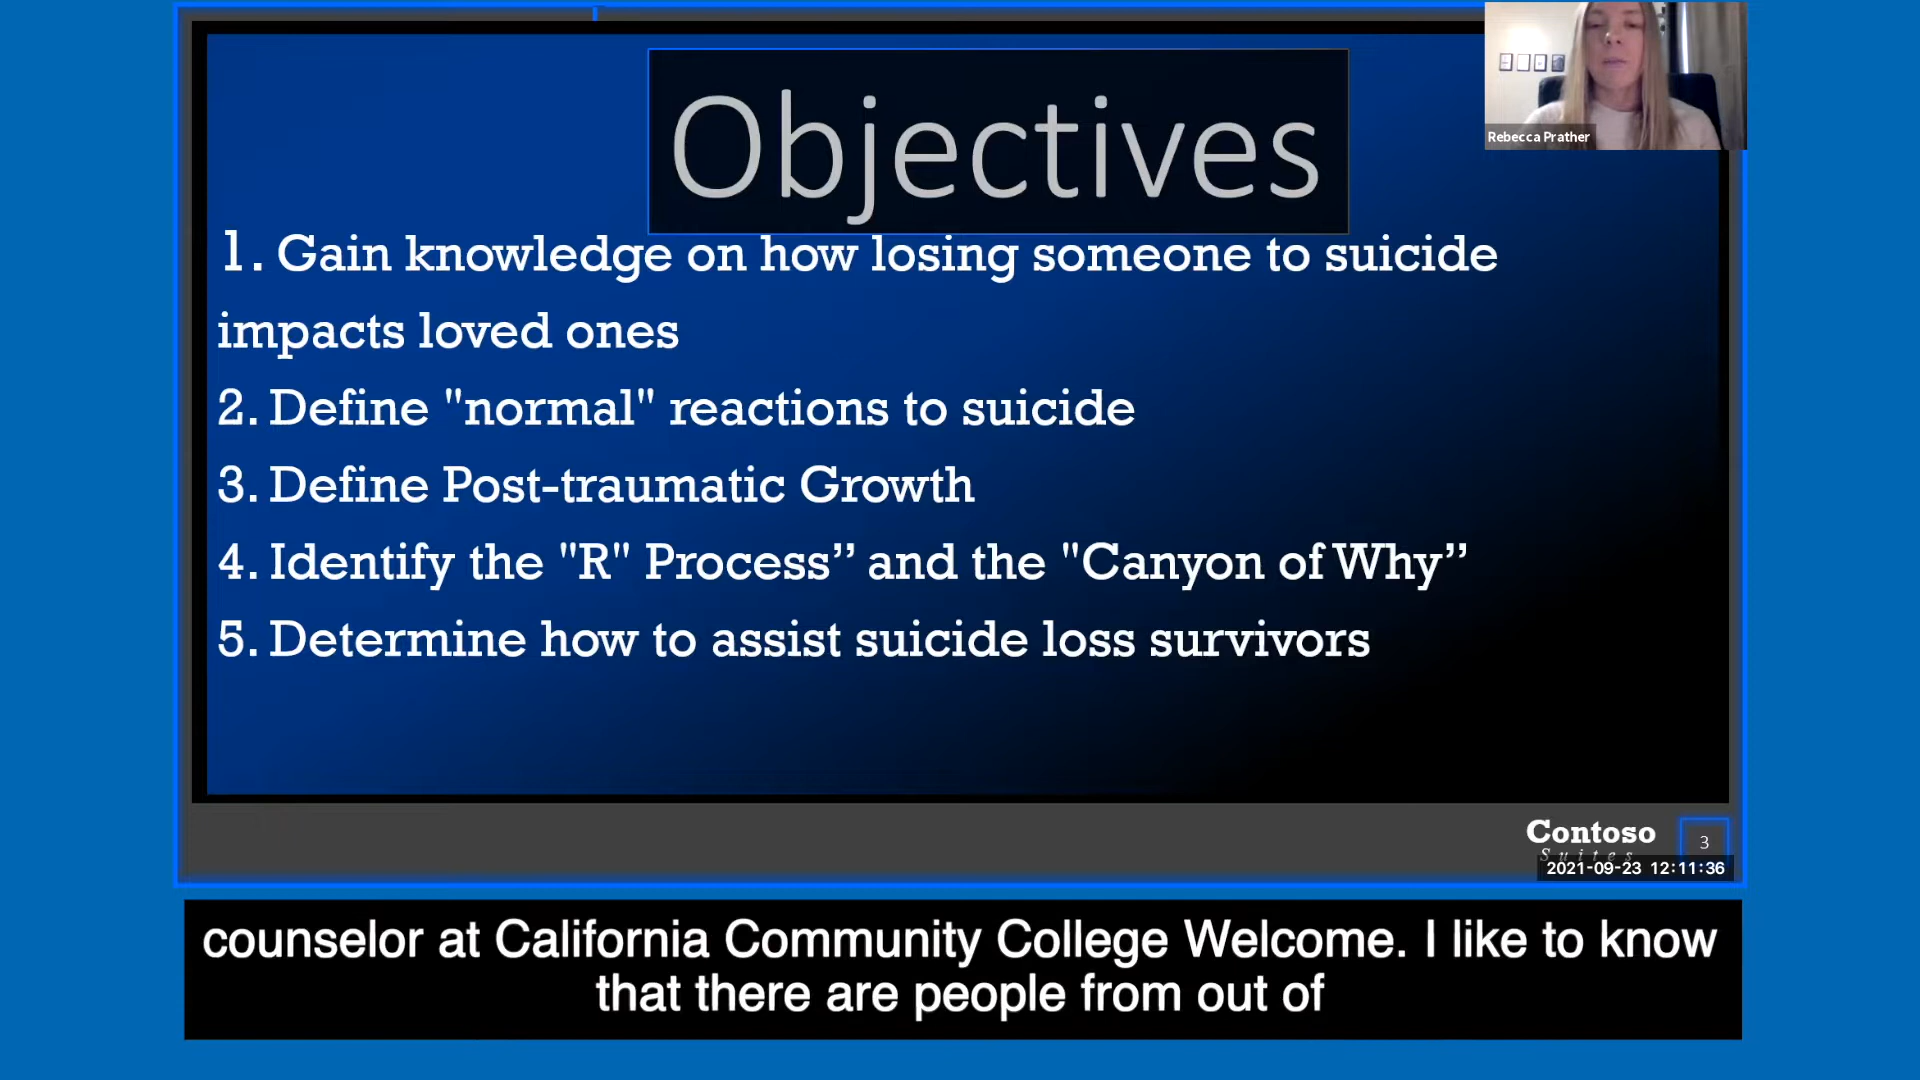 Objectives
Rebecca Prather
1. Gain knowledge on how losing someone to suicide
impacts loved ones
2. Define "normal" reactions to suicide
3. Define Post-traumatic Growth
4. Identify the "R" Process” and the "Canyon of Why”
5. Determine how to assist suicide loss survivors
Contoso
Suites
3
2021-09-23 12:11:36
counselor at California Community College Welcome. I like to know
that there are people from out of